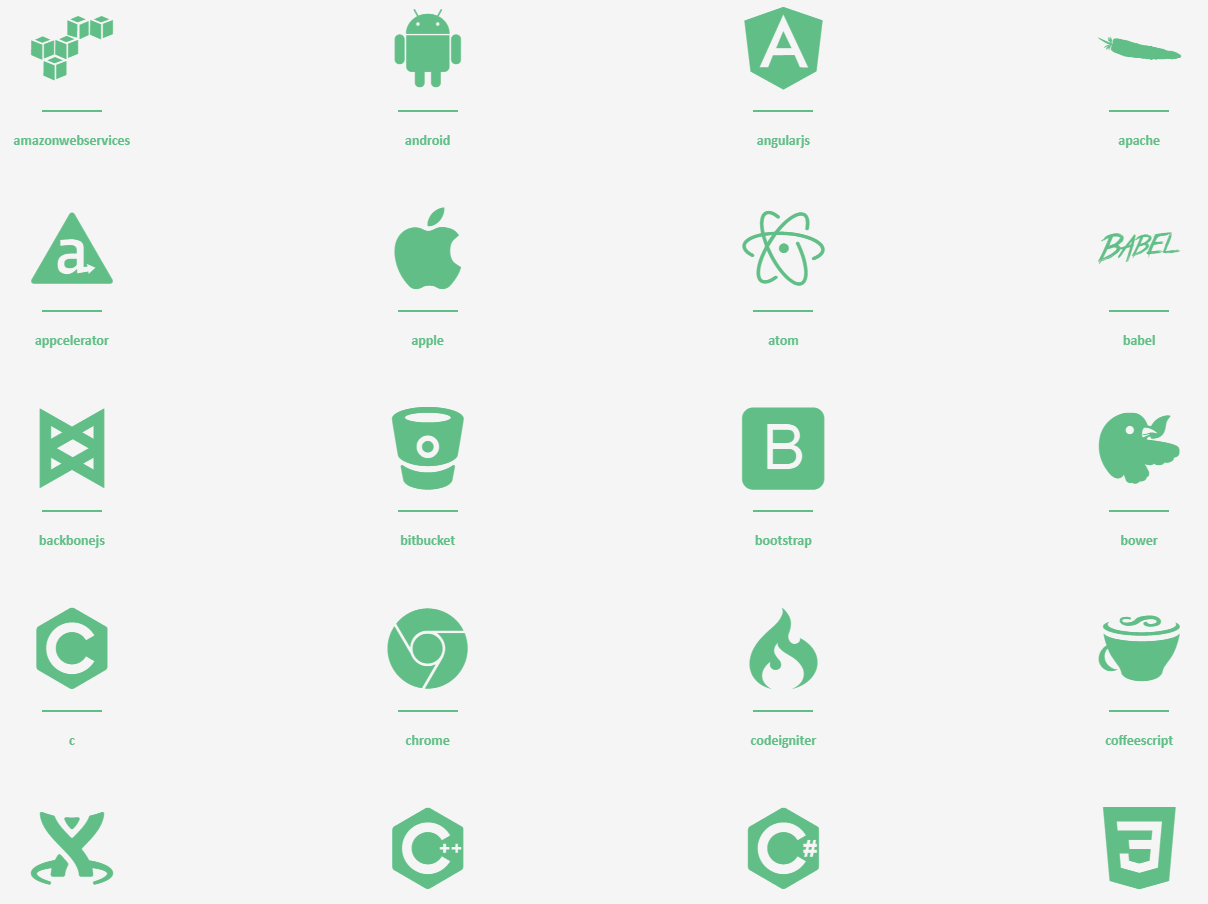 A
amazonwebservices
android
angularjs
apache
a
BABEL
appcelerator
apple
atom
babel
B
backbonejs
bitbucket
bootstrap
bower
C
c
chrome
codeigniter
coffeescript
C++
C#
3